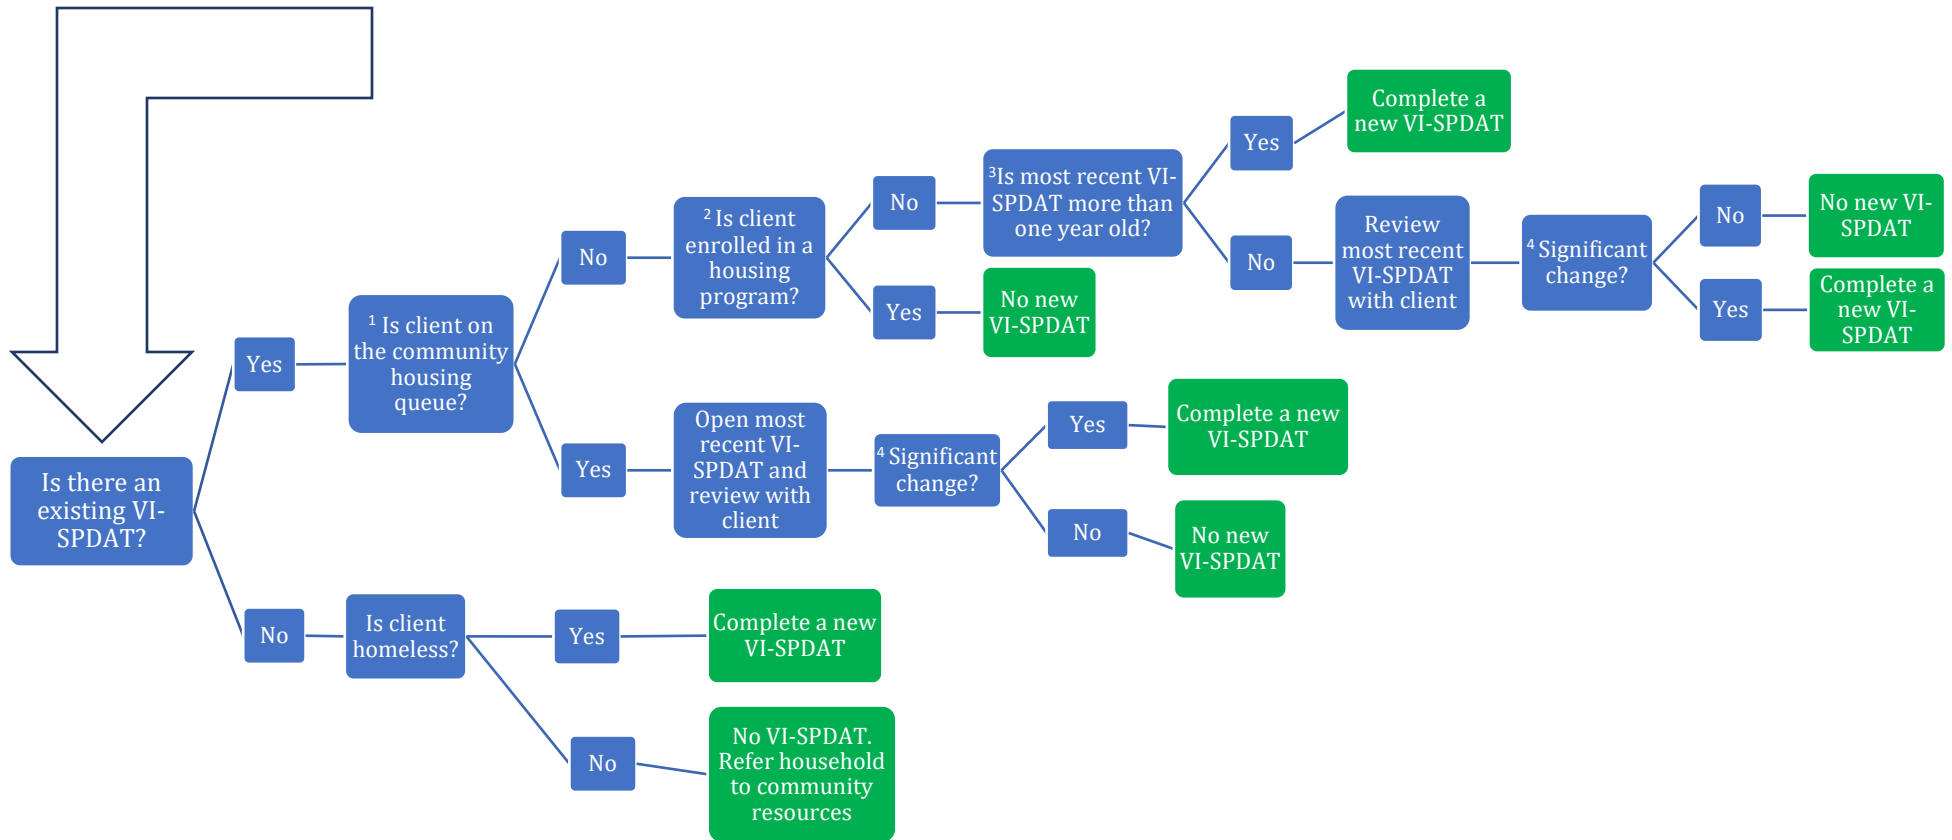 Is there an
existing VI-
SPDAT?
Yes
¹ Is client on
the community
housing
queue?
No
² Is client
enrolled in a
housing
program?
No
³Is most recent VI-
SPDAT more than
one year old?
Yes
Complete a
new VI-SPDAT
No
Review
most recent
VI-SPDAT
with client
⁴ Significant
change?
No
No new VI-
SPDAT
Yes
Complete a
new VI-
SPDAT
Yes
No new
VI-SPDAT
Yes
Open most
recent VI-
SPDAT and
review with
client
⁴ Significant
change?
Yes
Complete a new
VI-SPDAT
No
No new
VI-SPDAT
No
Is client
homeless?
Yes
Complete a new
VI-SPDAT
No
No VI-SPDAT.
Refer household
to community
resources